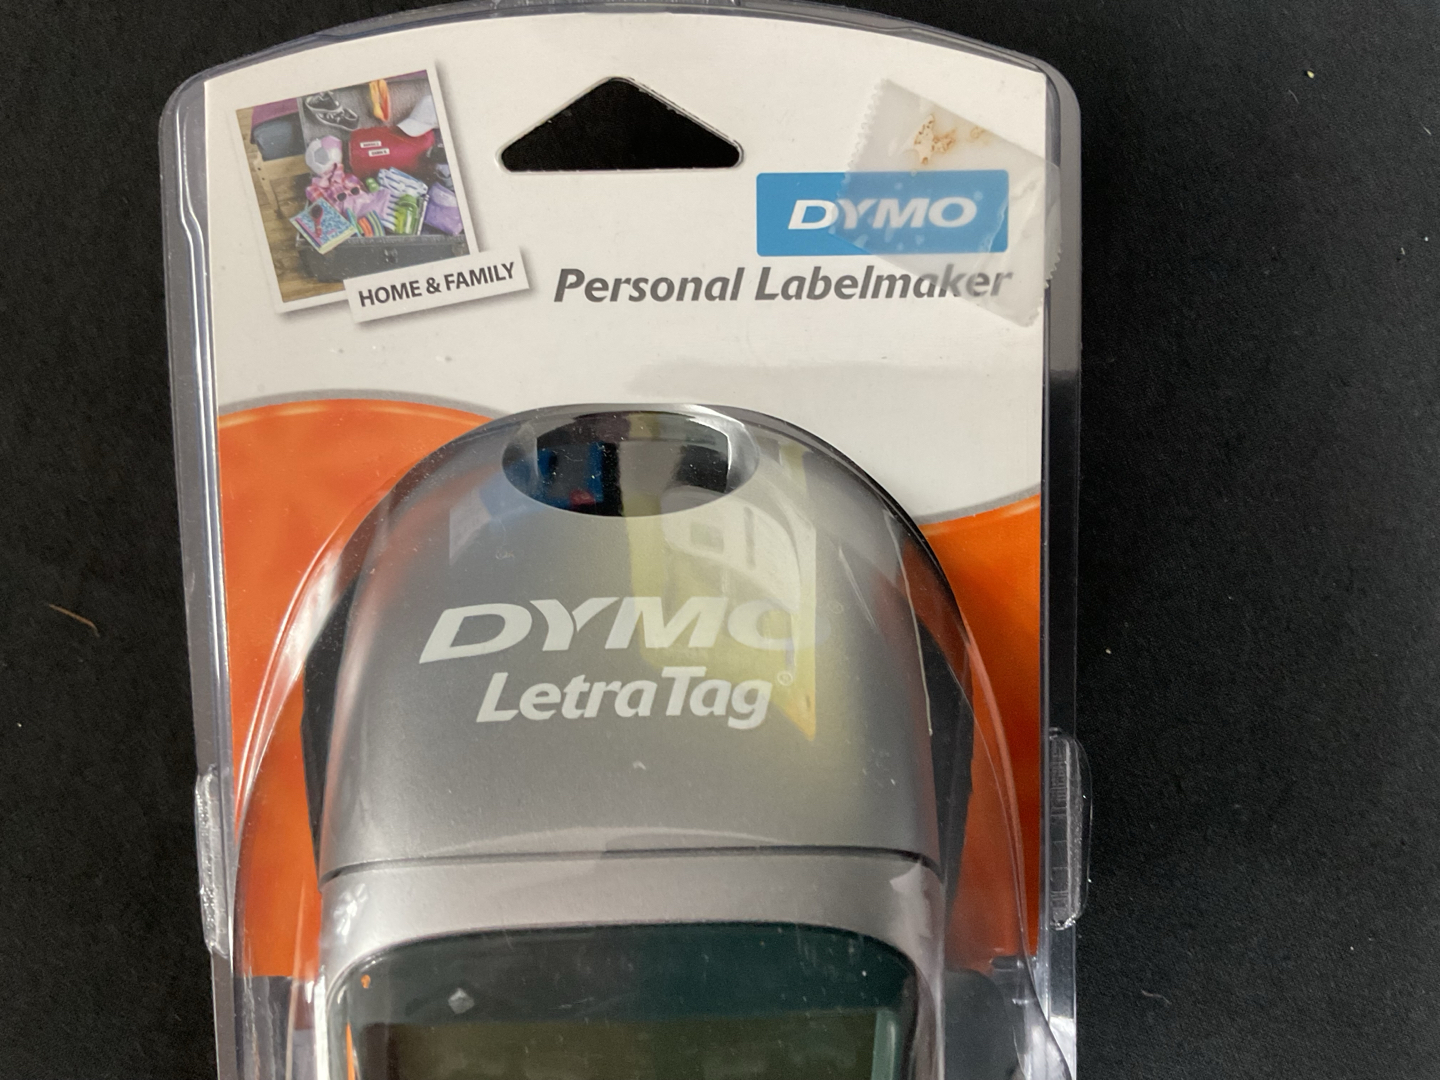 HOME & FAMILY
DYMO
Personal Labelmaker
DYMO
LetraTag®